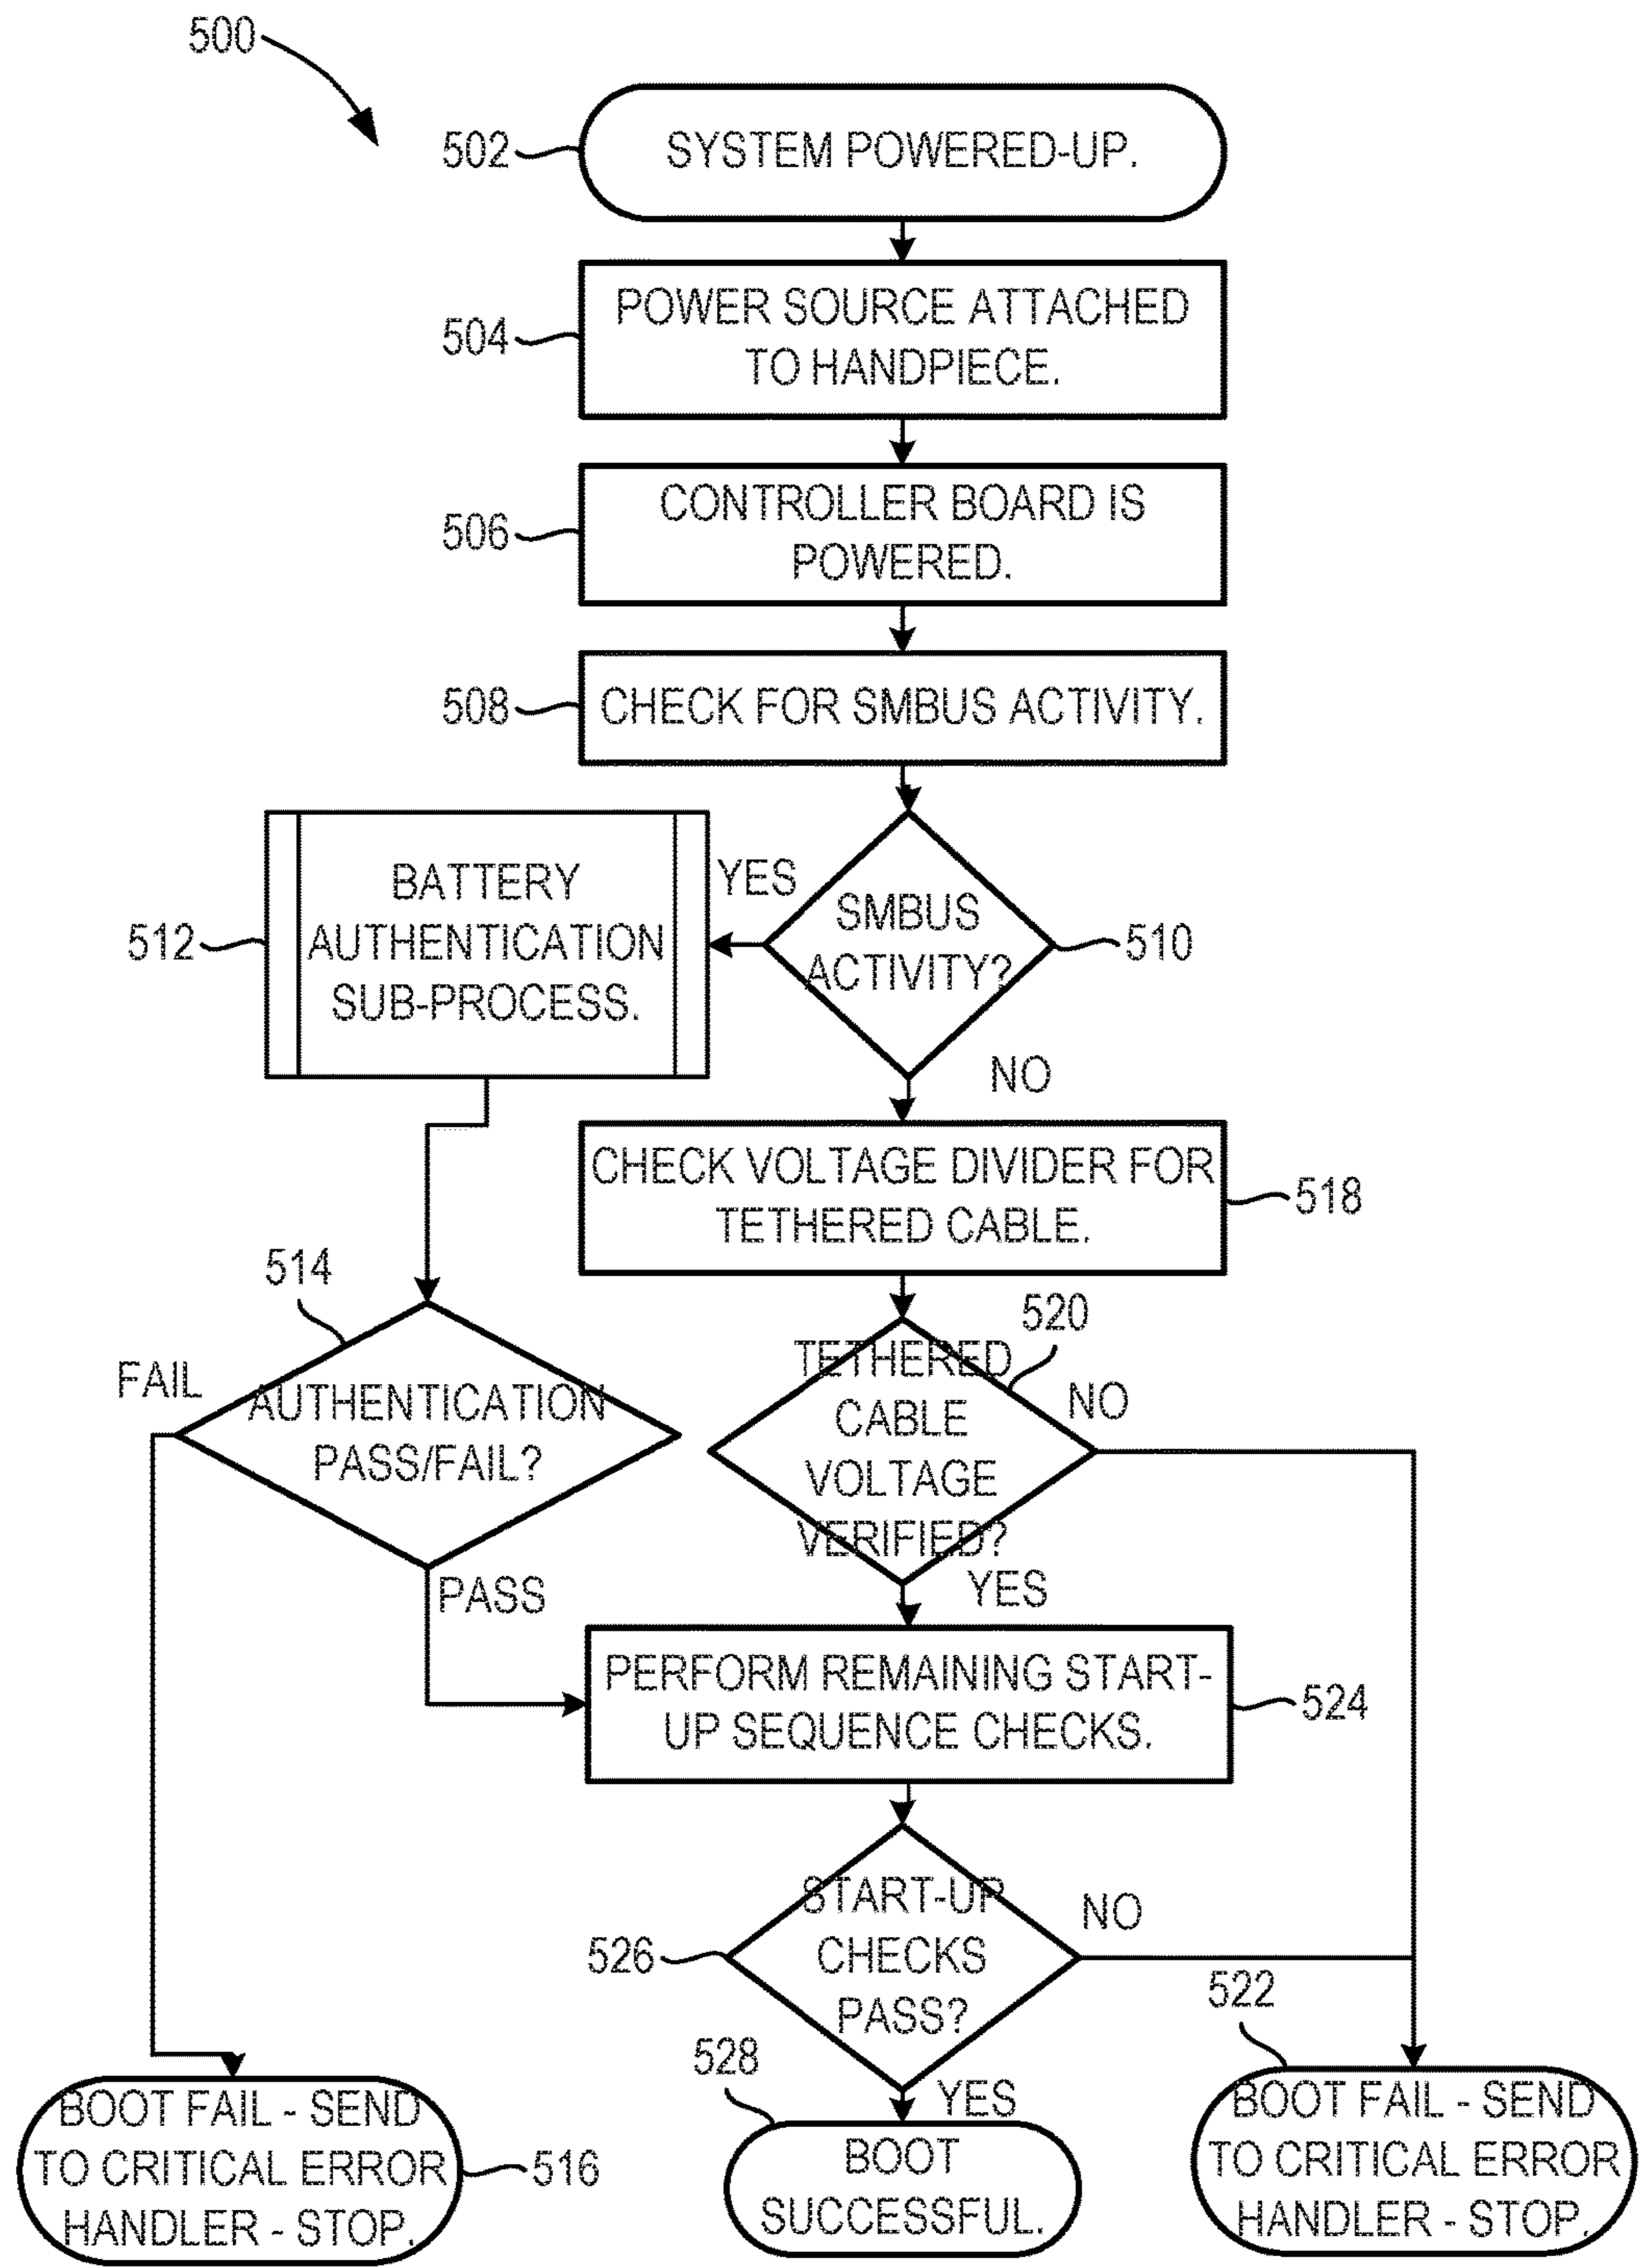 500
502
SYSTEM POWERED-UP.
504
POWER SOURCE ATTACHED
TO HANDPIECE.
506
CONTROLLER BOARD IS
POWERED.
508
CHECK FOR SMBUS ACTIVITY.
512
BATTERY
AUTHENTICATION
SUB-PROCESS.
YES
SMBUS
ACTIVITY?
510
NO
CHECK VOLTAGE DIVIDER FOR
TETHERED CABLE.
518
514
FAIL
AUTHENTICATION
PASS/FAIL?
PASS
520
TETHERED
CABLE
VOLTAGE
VERIFIED?
NO
YES
PERFORM REMAINING START-
UP SEQUENCE CHECKS.
524
526
START-UP
CHECKS
PASS?
NO
YES
BOOT FAIL - SEND
TO CRITICAL ERROR
HANDLER - STOP.
516
528
BOOT
SUCCESSFUL.
522
BOOT FAIL - SEND
TO CRITICAL ERROR
HANDLER - STOP.